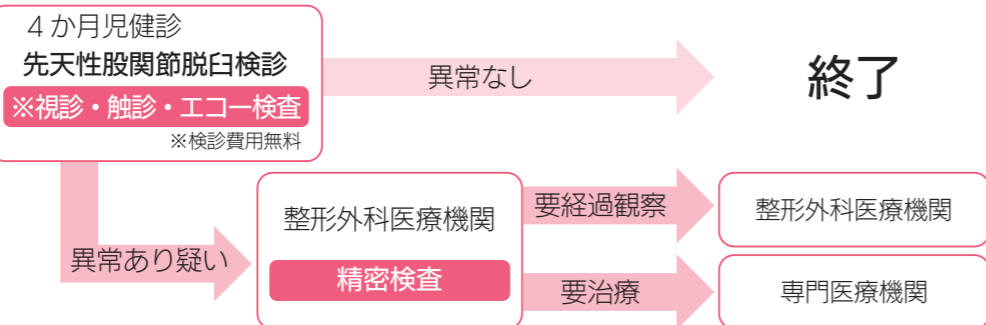 4か月児健診
先天性股関節脱臼検診
※視診・触診・エコー検査
※検診費用無料
異常なし
終了
異常あり疑い
整形外科医療機関
精密検査
要経過観察
整形外科医療機関
要治療
専門医療機関